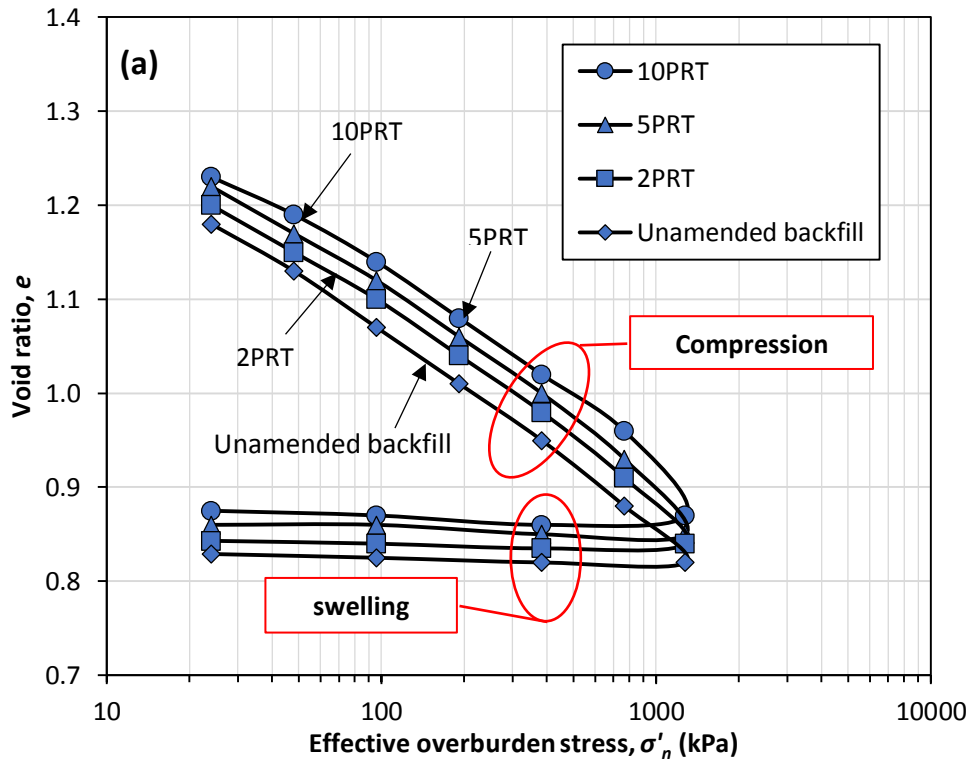 (a)
10PRT
5PRT
2PRT
Unamended backfill
10PRT
5PRT
2PRT
Unamended backfill
Compression
swelling
Void ratio, e
1.4
1.3
1.2
1.1
1.0
0.9
0.8
0.7
10
100
1000
10000
Effective overburden stress, σ'n (kPa)